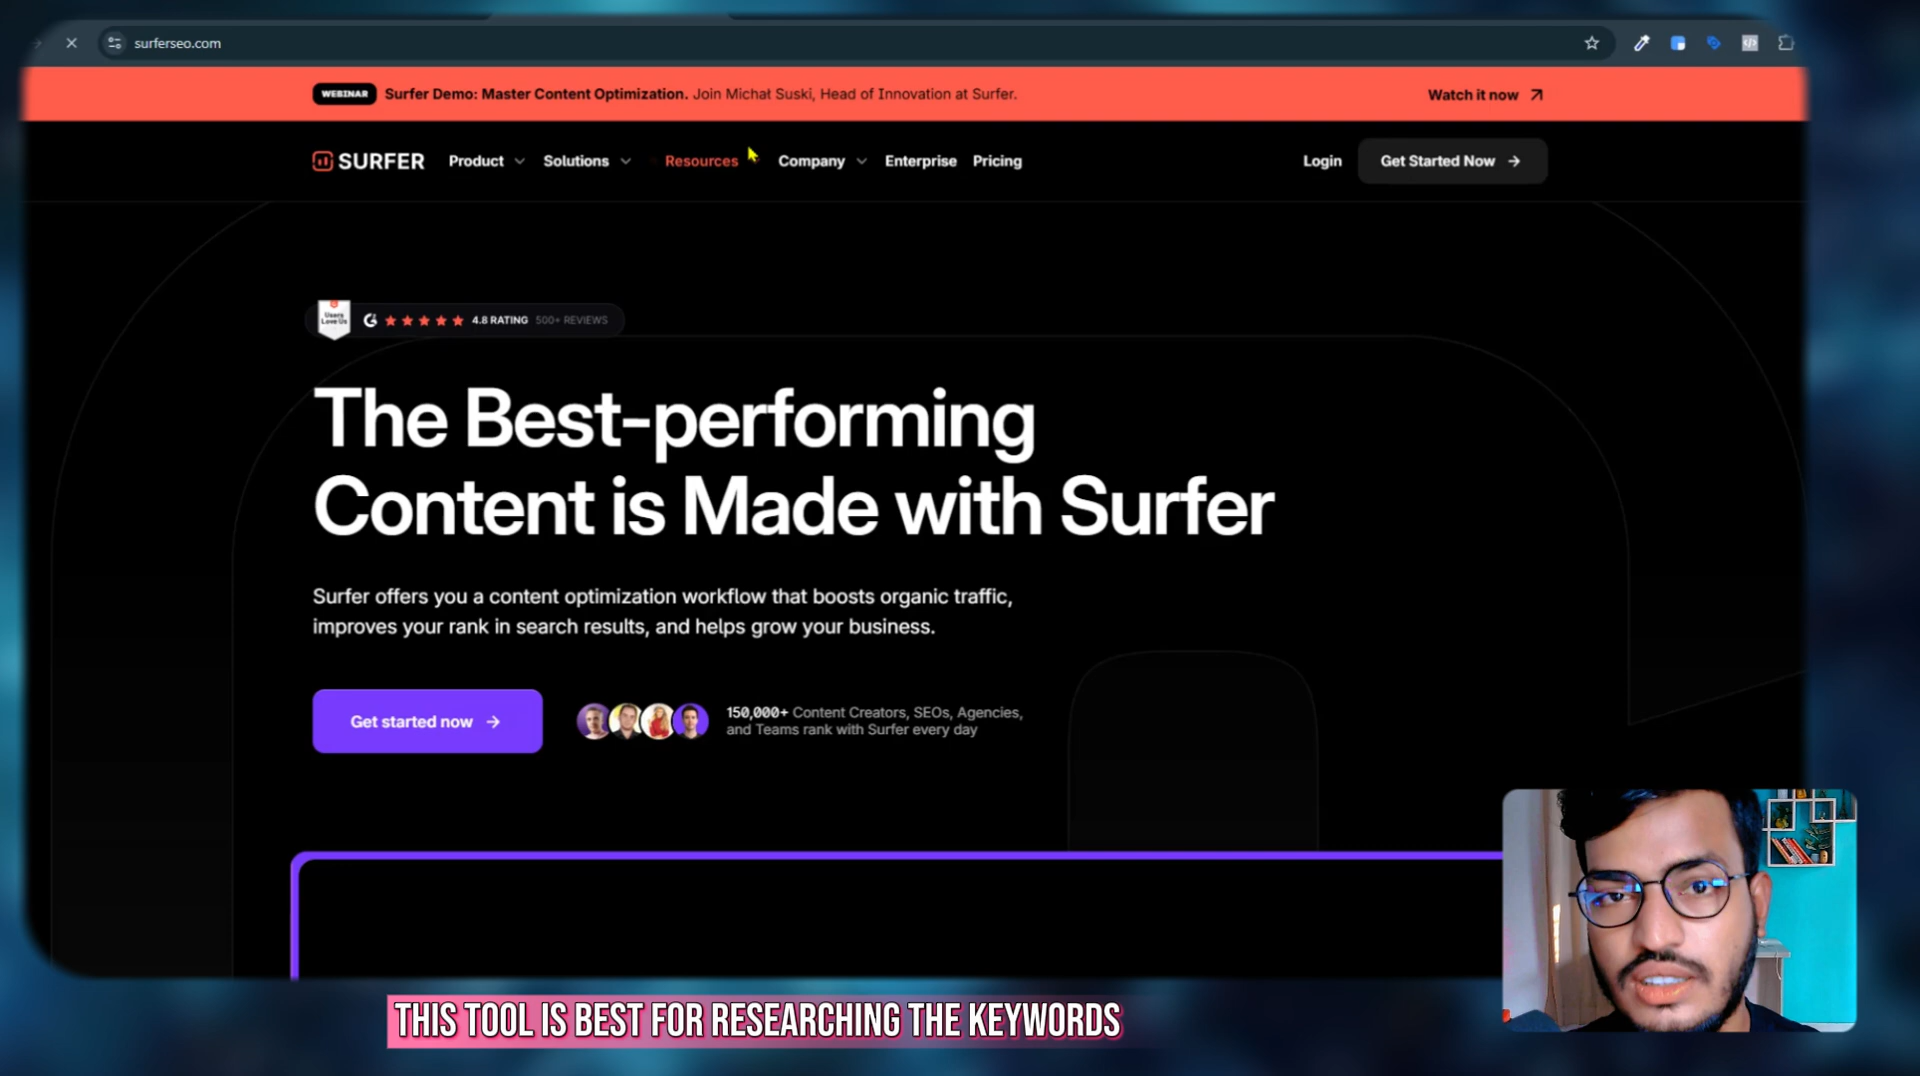 surferseo.com
WEBINAR Surfer Demo: Master Content Optimization. Join Michał Suski, Head of Innovation at Surfer. Watch it now
SURFER Product Solutions Resources Company Enterprise Pricing Login Get Started Now
Users Love Us 4.8 RATING 500+ REVIEWS
The Best-performing
Content is Made with Surfer
Surfer offers you a content optimization workflow that boosts organic traffic,
improves your rank in search results, and helps grow your business.
Get started now
150,000+ Content Creators, SEOs, Agencies,
and Teams rank with Surfer every day
THIS TOOL IS BEST FOR RESEARCHING THE KEYWORDS